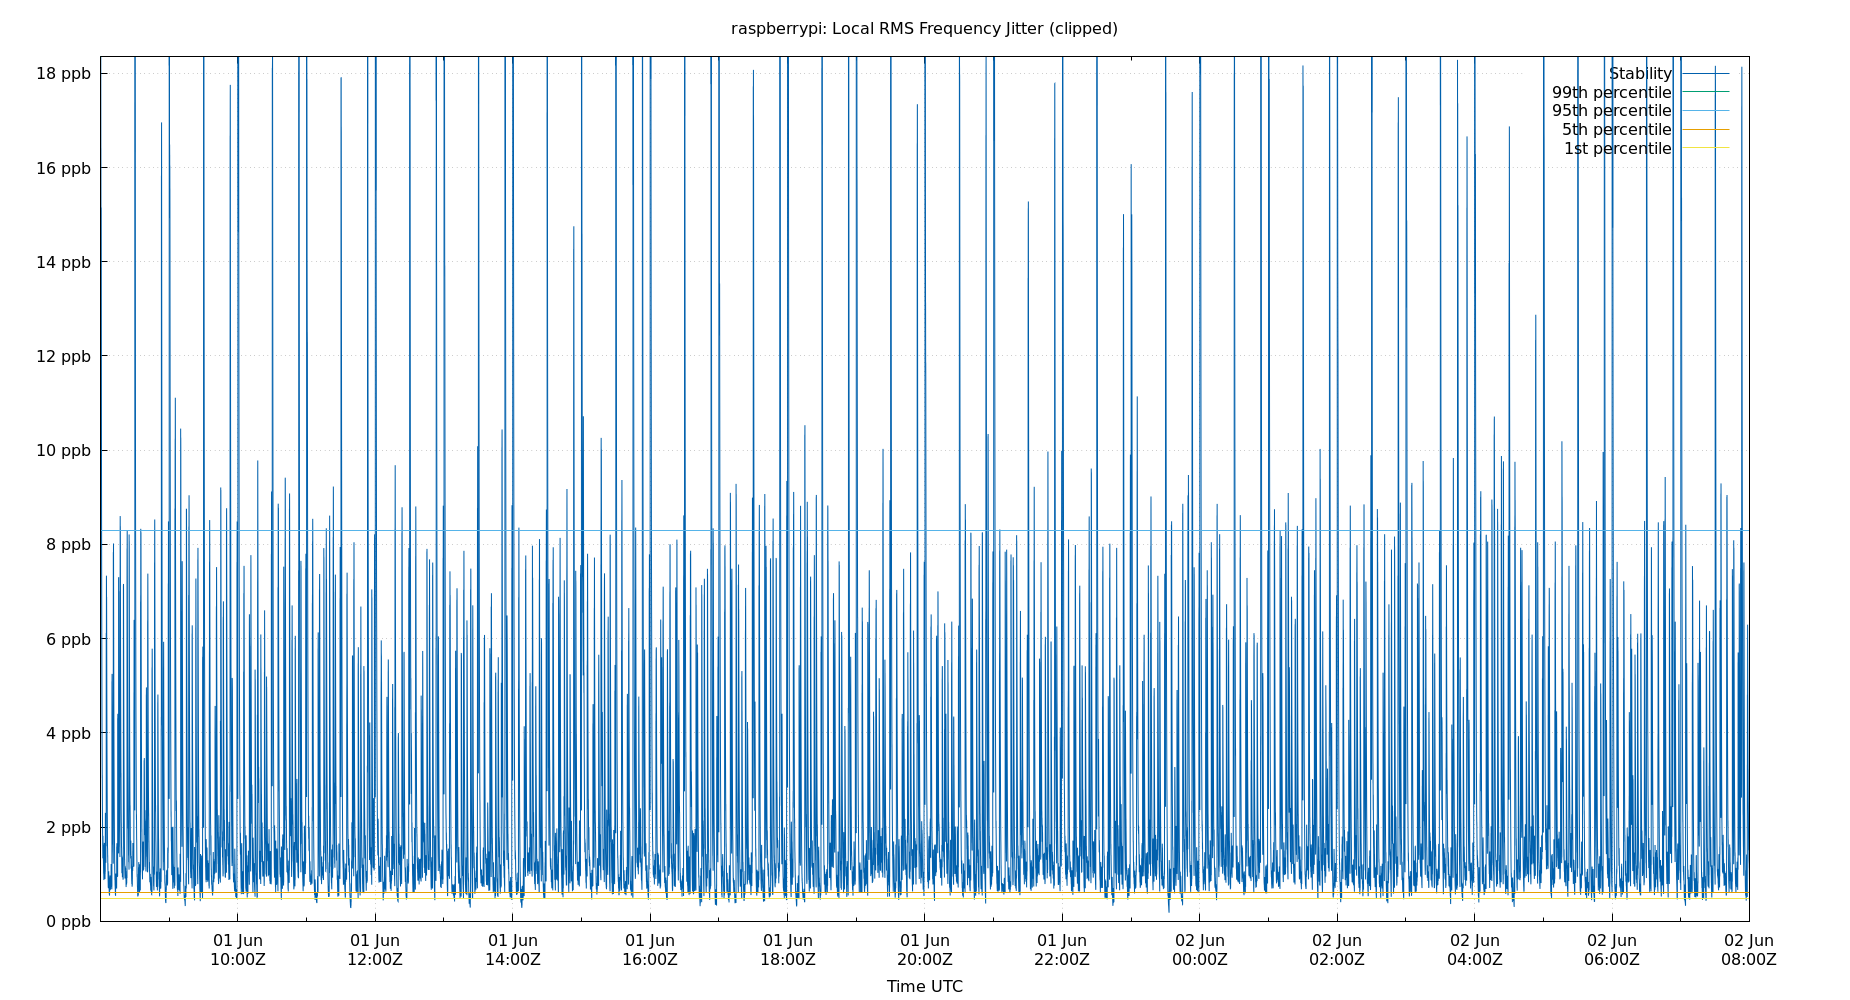 raspberrypi: Local RMS Frequency Jitter (clipped)
18 ppb
16 ppb
14 ppb
12 ppb
10 ppb
8 ppb
6 ppb
4 ppb
2 ppb
0 ppb
Stability
99th percentile
95th percentile
5th percentile
1st percentile
01 Jun 01 Jun 01 Jun 01 Jun 01 Jun 01 Jun 01 Jun 02 Jun 02 Jun 02 Jun 02 Jun 02 Jun
10:00Z 12:00Z 14:00Z 16:00Z 18:00Z 20:00Z 22:00Z 00:00Z 02:00Z 04:00Z 06:00Z 08:00Z
Time UTC